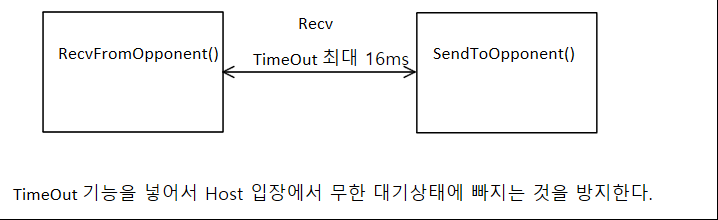 Recv
RecvFromOpponent()
TimeOut 최대 16ms
SendToOpponent()
TimeOut 기능을 넣어서 Host 입장에서 무한 대기상태에 빠지는 것을 방지한다.